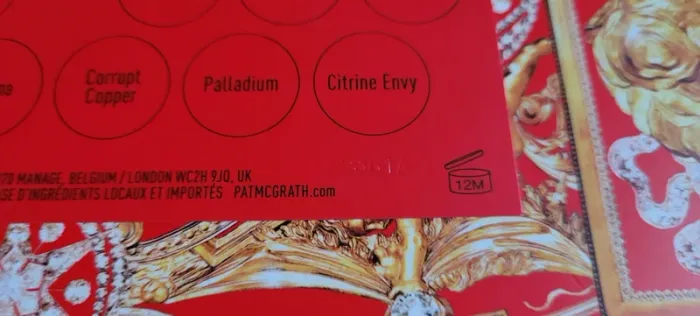 Corrupt
Copper
Palladium
Citrine Envy
MANAGE, BELGIUM / LONDON WC2H 9JQ, UK
D'INGRÉDIENTS LOCAUX ET IMPORTÉS PATMCGRATH.com
12M